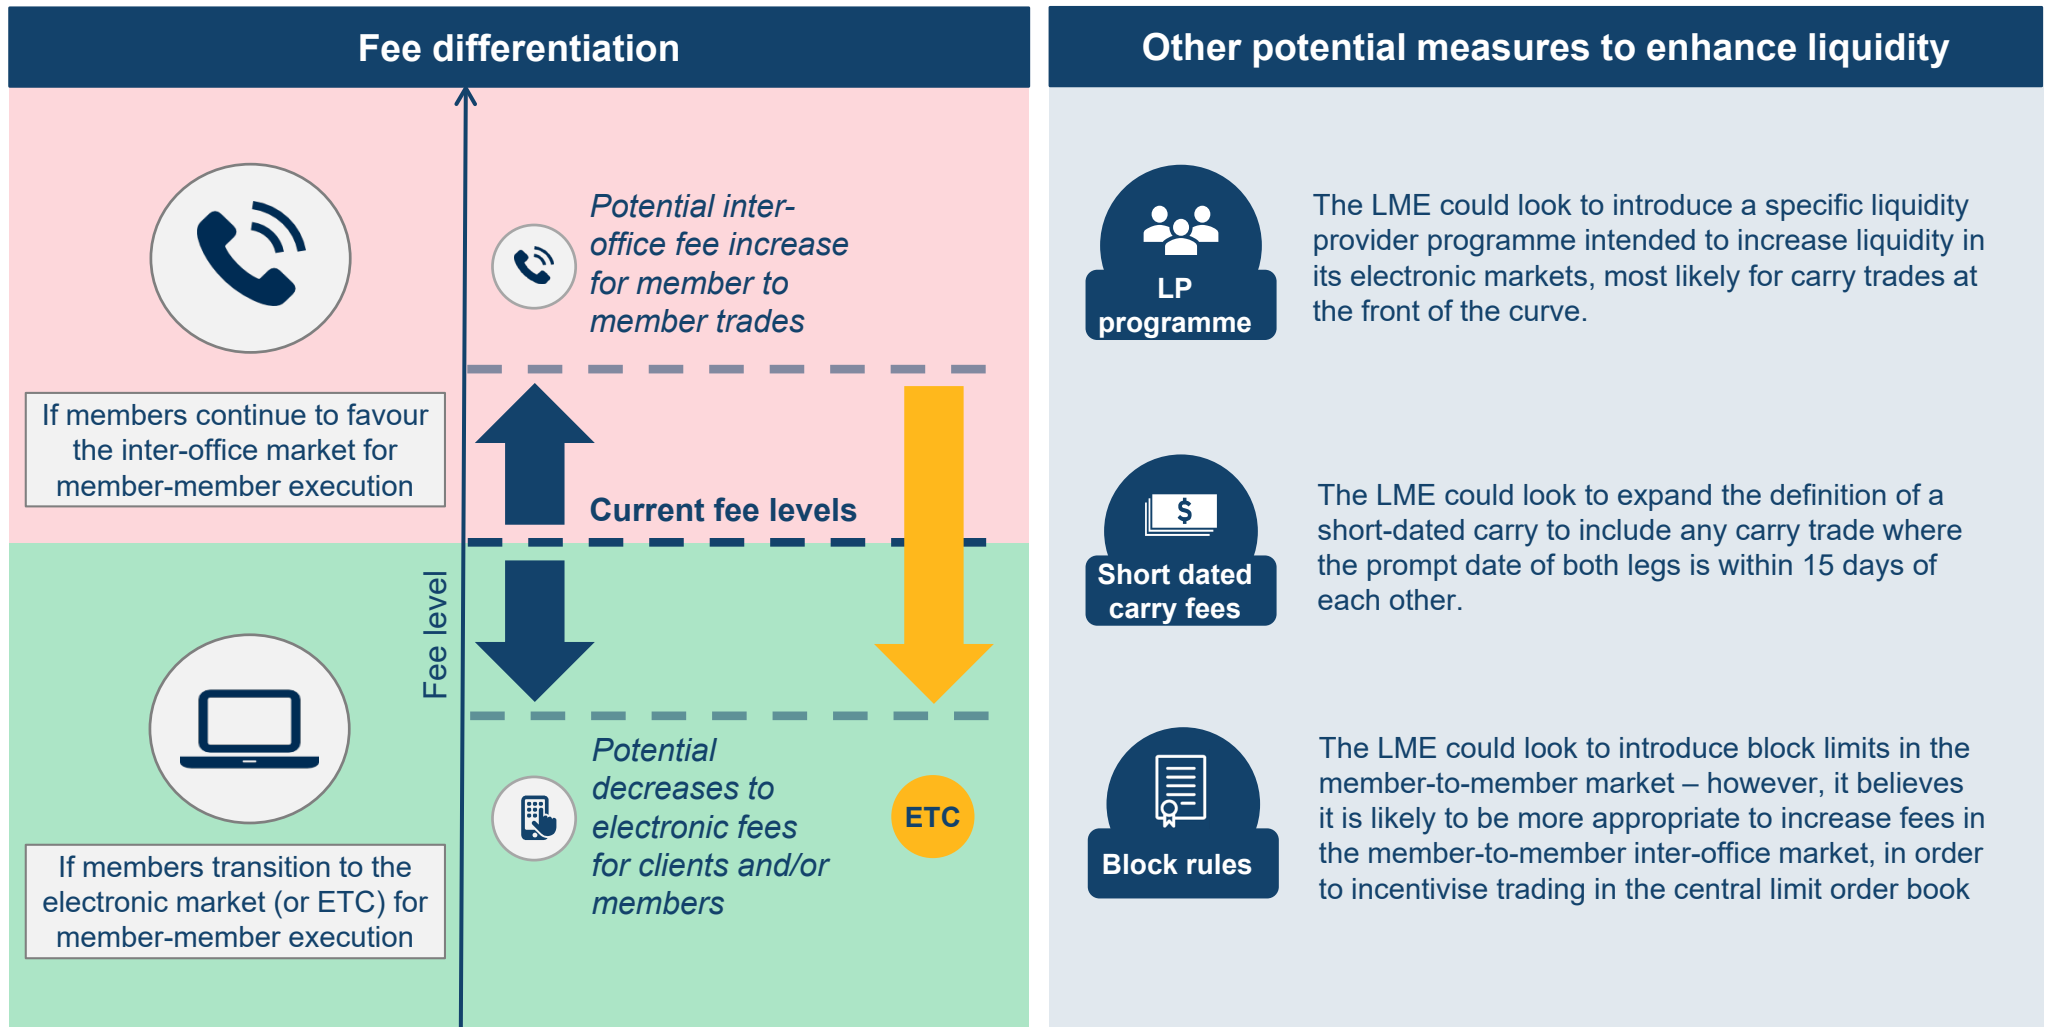 Fee differentiation
Potential inter-
office fee increase
for member to
member trades
If members continue to favour
the inter-office market for
member-member execution
Current fee levels
Fee level
Potential
decreases to
electronic fees
for clients and/or
members
ETC
If members transition to the
electronic market (or ETC) for
member-member execution
Other potential measures to enhance liquidity
LP
programme
The LME could look to introduce a specific liquidity
provider programme intended to increase liquidity in
its electronic markets, most likely for carry trades at
the front of the curve.
$
Short dated
carry fees
The LME could look to expand the definition of a
short-dated carry to include any carry trade where
the prompt date of both legs is within 15 days of
each other.
Block rules
The LME could look to introduce block limits in the
member-to-member market – however, it believes
it is likely to be more appropriate to increase fees in
the member-to-member inter-office market, in order
to incentivise trading in the central limit order book